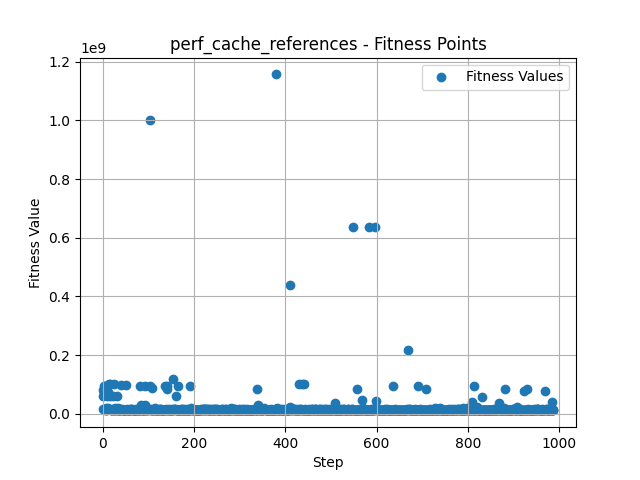 perf_cache_references - Fitness Points
1e9
Fitness Values
1.2
1.0
0.8
0.6
0.4
0.2
0.0
Fitness Value
0 200 400 600 800 1000
Step